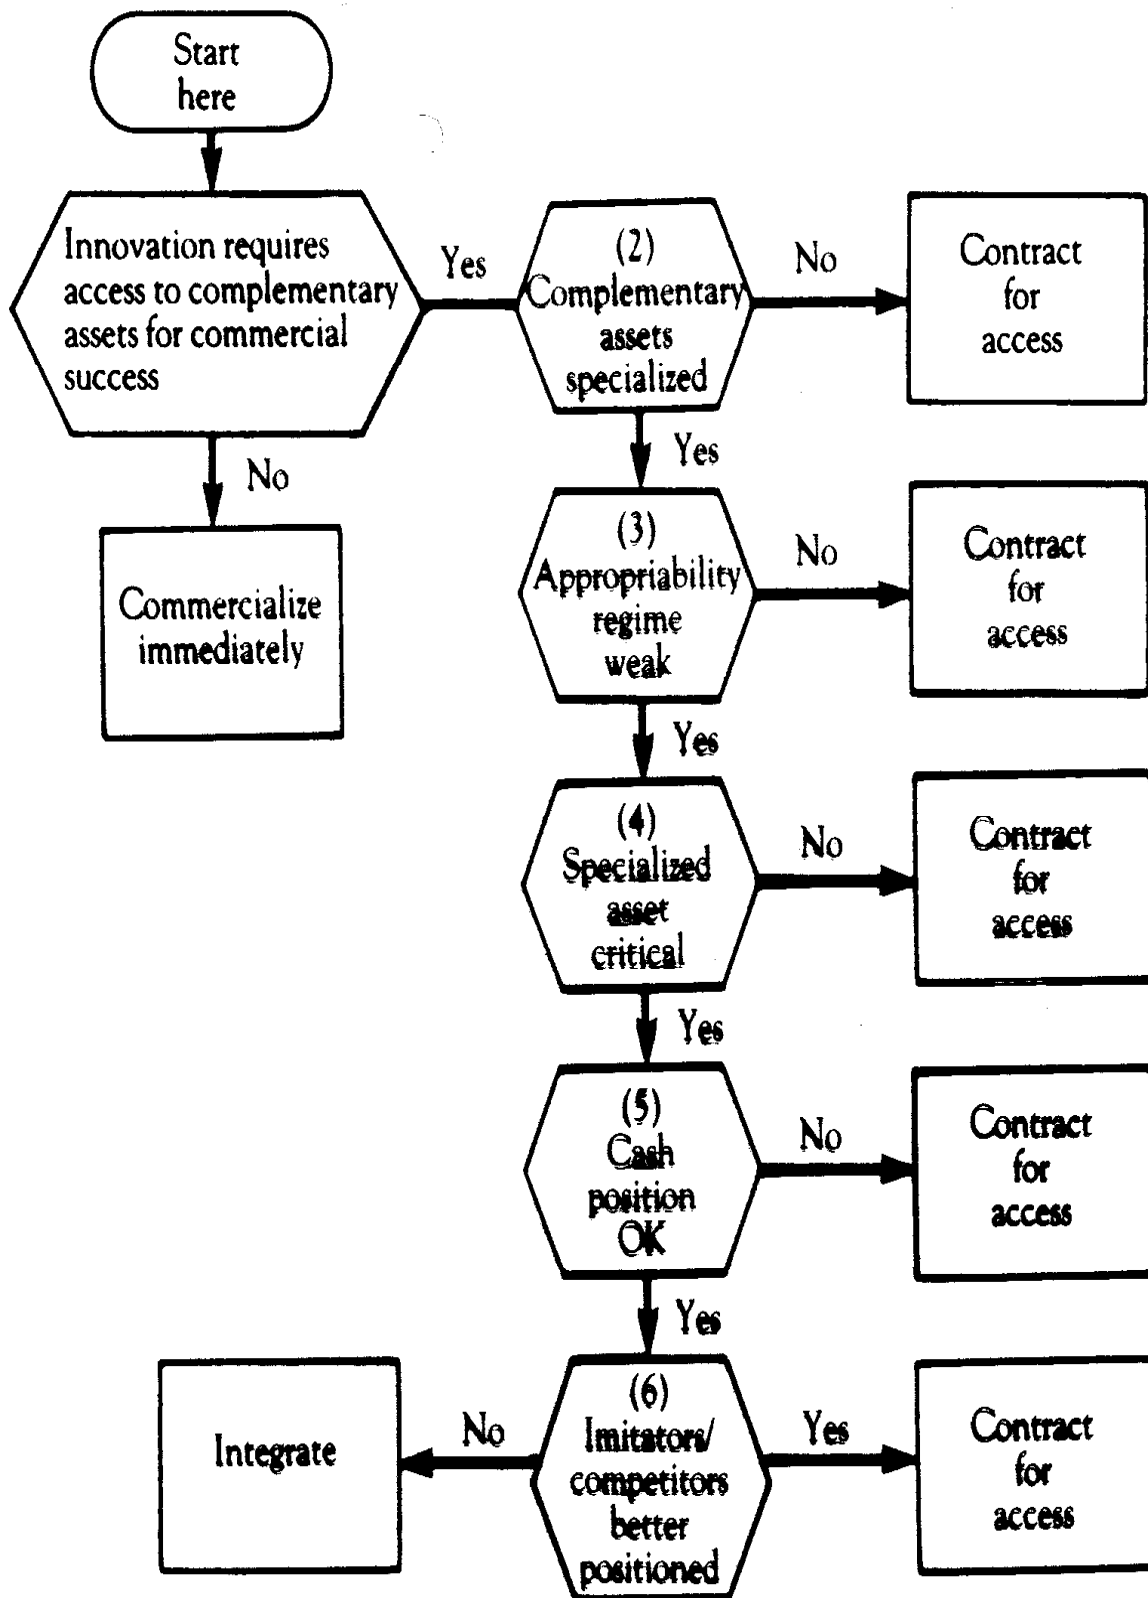 Start
here
Innovation requires
access to complementary
assets for commercial
success
Yes
(2)
Complementary
assets
specialized
No
Contract
for
access
No
Yes
Commercialize
immediately
(3)
Appropriability
regime
weak
No
Contract
for
access
Yes
(4)
Specialized
asset
critical
No
Contract
for
access
Yes
(5)
Cash
position
OK
No
Contract
for
access
Yes
Integrate
No
(6)
Imitators/
competitors
better
positioned
Yes
Contract
for
access